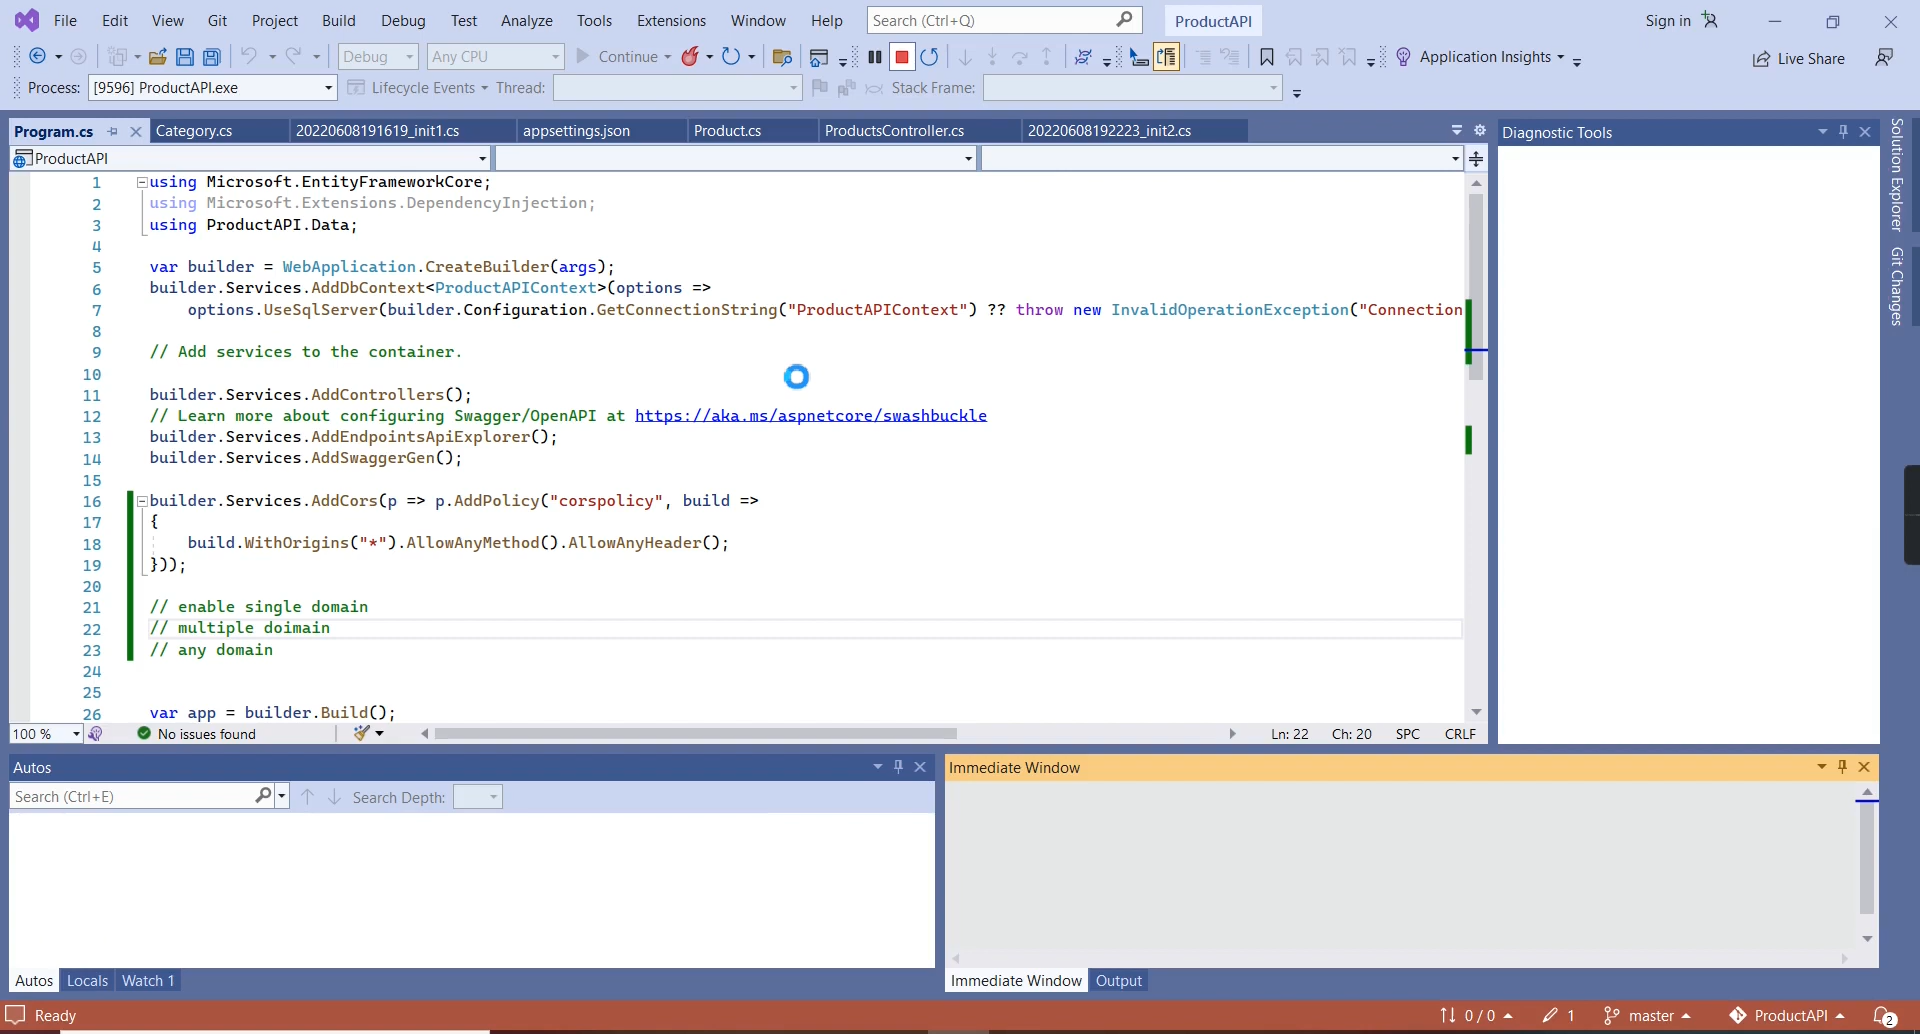 File Edit View Git Project Build Debug Test Analyze Tools Extensions Window Help Search (Ctrl+Q) ProductAPI Sign in
Debug Any CPU Continue Application Insights Live Share
Process: [9596] ProductAPI.exe Lifecycle Events Thread: Stack Frame:
Program.cs Category.cs 20220608191619_init1.cs appsettings.json Product.cs ProductsController.cs 20220608192223_init2.cs
Diagnostic Tools
Solution Explorer
Git Changes
ProductAPI
1 using Microsoft.EntityFrameworkCore;
2 using Microsoft.Extensions.DependencyInjection;
3 using ProductAPI.Data;
4
5 var builder = WebApplication.CreateBuilder(args);
6 builder.Services.AddDbContext<ProductAPIContext>(options =>
7 options.UseSqlServer(builder.Configuration.GetConnectionString("ProductAPIContext") ?? throw new InvalidOperationException("Connection
8
9 // Add services to the container.
10
11 builder.Services.AddControllers();
12 // Learn more about configuring Swagger/OpenAPI at https://aka.ms/aspnetcore/swashbuckle
13 builder.Services.AddEndpointsApiExplorer();
14 builder.Services.AddSwaggerGen();
15
16 builder.Services.AddCors(p => p.AddPolicy("corspolicy", build =>
17 {
18 build.WithOrigins("*").AllowAnyMethod().AllowAnyHeader();
19 }));
20
21 // enable single domain
22 // multiple doimain
23 // any domain
24
25
26 var app = builder.Build();
100 % No issues found Ln: 22 Ch: 20 SPC CRLF
Autos
Search (Ctrl+E) Search Depth:
Autos Locals Watch 1
Immediate Window
Immediate Window Output
Ready 0 / 0 1 master ProductAPI 2